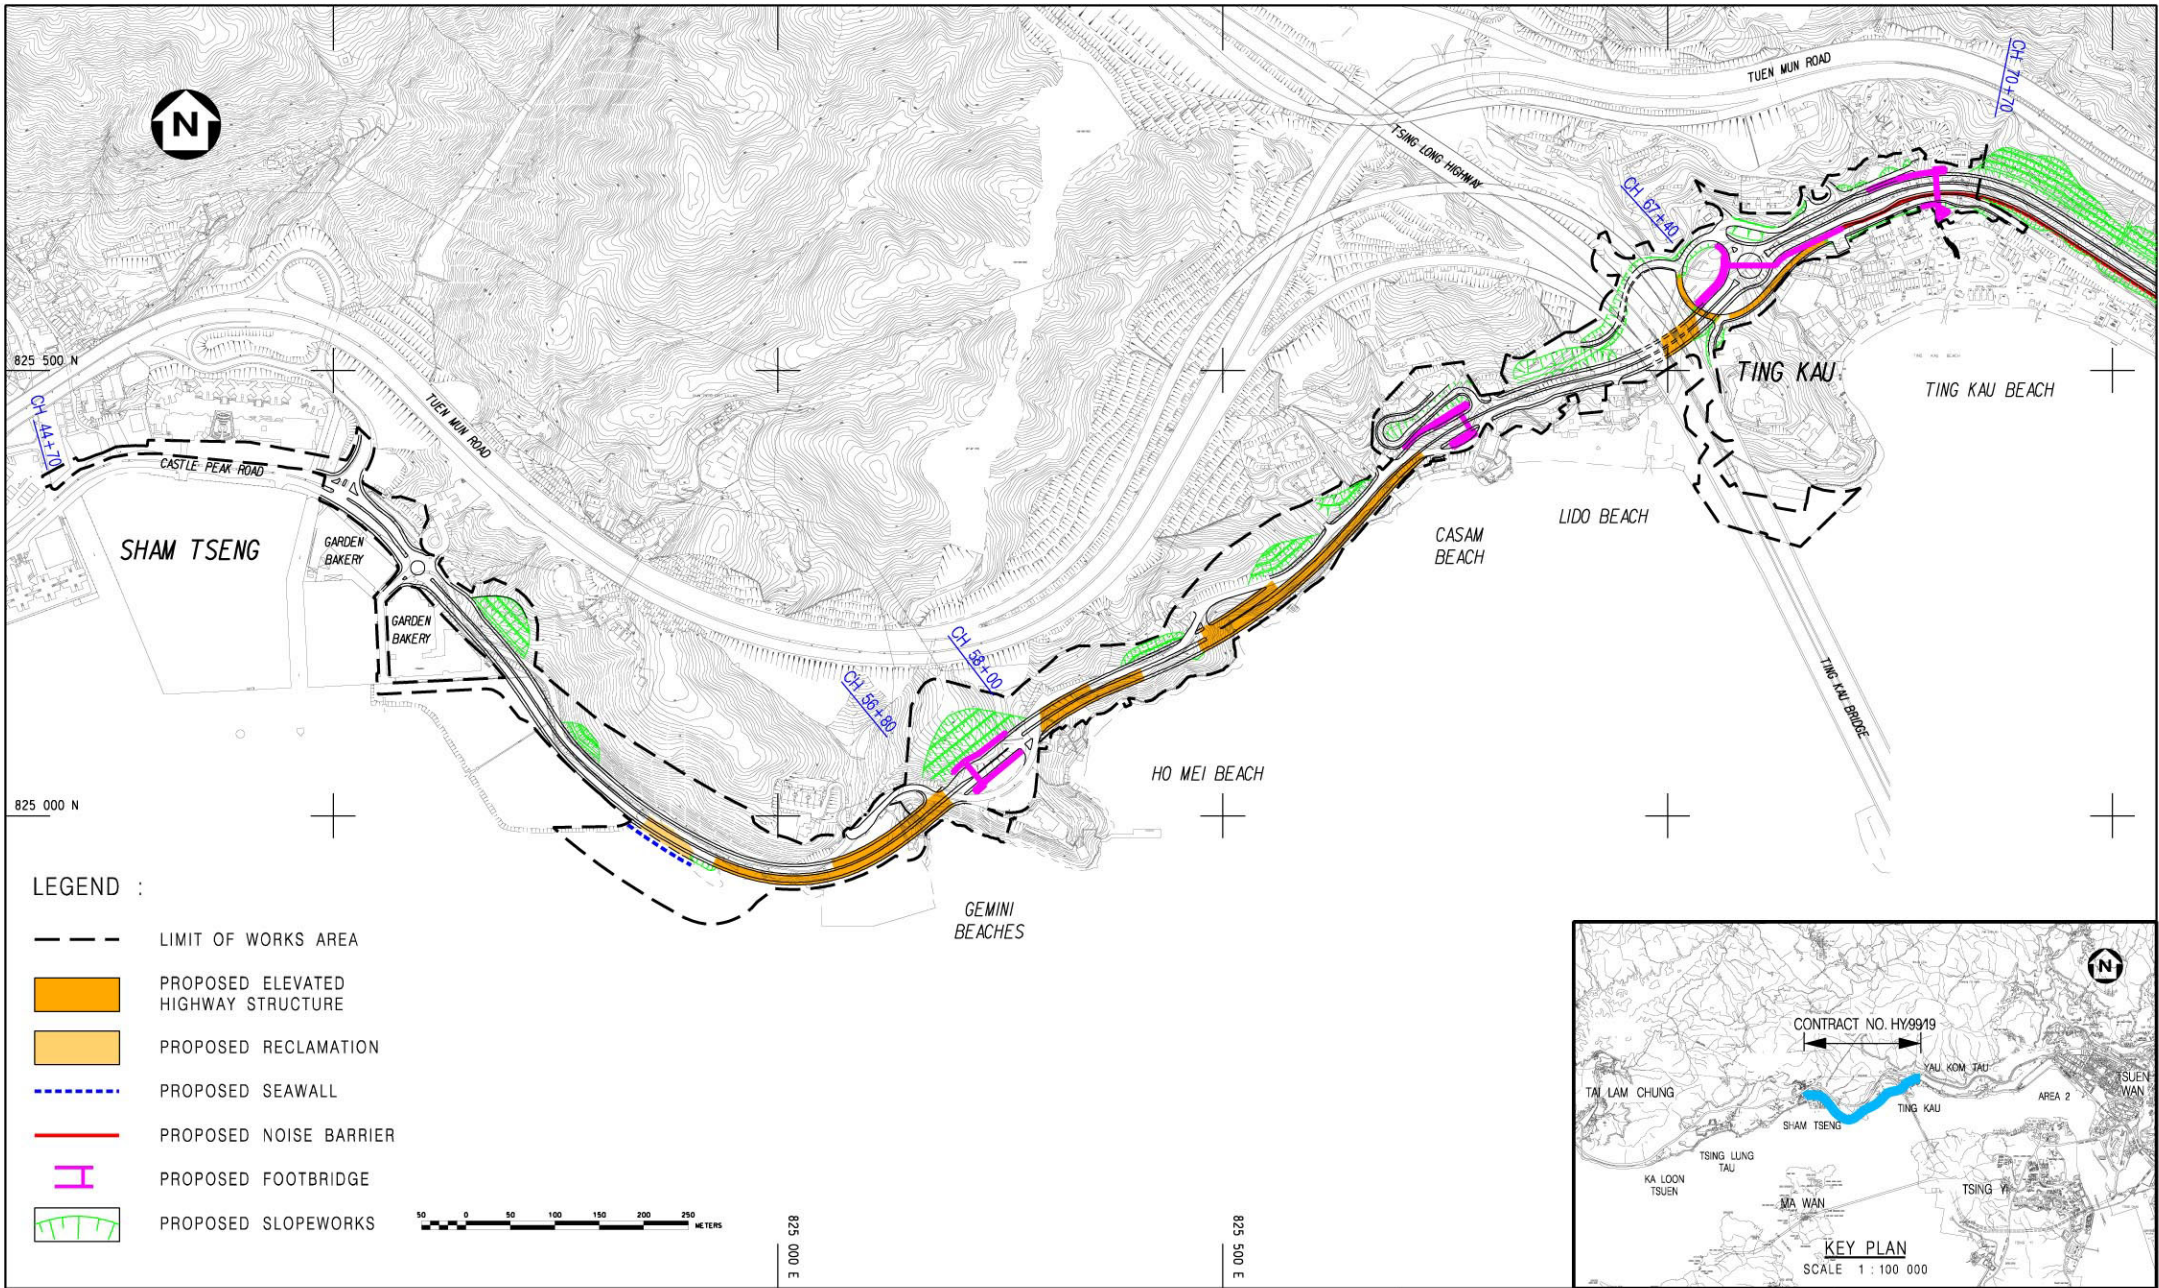 N
CH 70+70
TUEN MUN ROAD
TSING LONG HIGHWAY
CH 67+40
825 500 N
TING KAU
TING KAU BEACH
TUEN MUN ROAD
CH 44+70
CASTLE PEAK ROAD
SHAM TSENG
GARDEN
BAKERY
LIDO BEACH
CASAM
BEACH
GARDEN
BAKERY
CH 58+00
CH 56+80
TING KAU BRIDGE
HO MEI BEACH
825 000 N
GEMINI
BEACHES
LEGEND :
LIMIT OF WORKS AREA
PROPOSED ELEVATED
HIGHWAY STRUCTURE
PROPOSED RECLAMATION
PROPOSED SEAWALL
PROPOSED NOISE BARRIER
PROPOSED FOOTBRIDGE
PROPOSED SLOPEWORKS
50 0 50 100 150 200 250
METERS
825 000 E
825 500 E
N
CONTRACT NO. HY/99/19
YAU KOM TAU
TSUEN
WAN
TAI LAM CHUNG
AREA 2
TING KAU
SHAM TSENG
TSING LUNG
TAU
KA LOON
TSUEN
TSING YI
MA WAN
KEY PLAN
SCALE 1 : 100 000